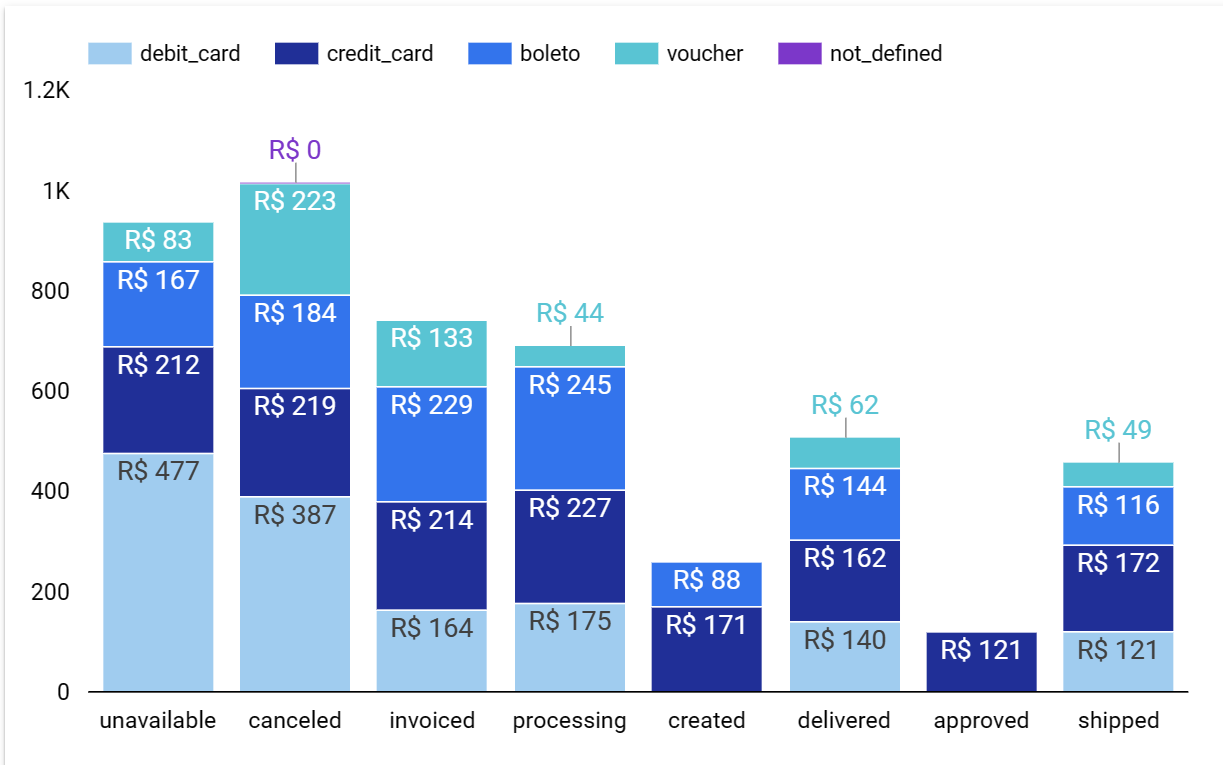 debit_card credit_card boleto voucher not_defined
1.2K
R$ 0
1K
R$ 223
R$ 83
R$ 167
800
R$ 184
R$ 44
R$ 133
R$ 212
600
R$ 219
R$ 229
R$ 245
R$ 62
R$ 49
R$ 477
400
R$ 387
R$ 214
R$ 227
R$ 144
R$ 116
R$ 88
R$ 162
R$ 172
200
R$ 164
R$ 175
R$ 171
R$ 140
R$ 121
R$ 121
0
unavailable canceled invoiced processing created delivered approved shipped